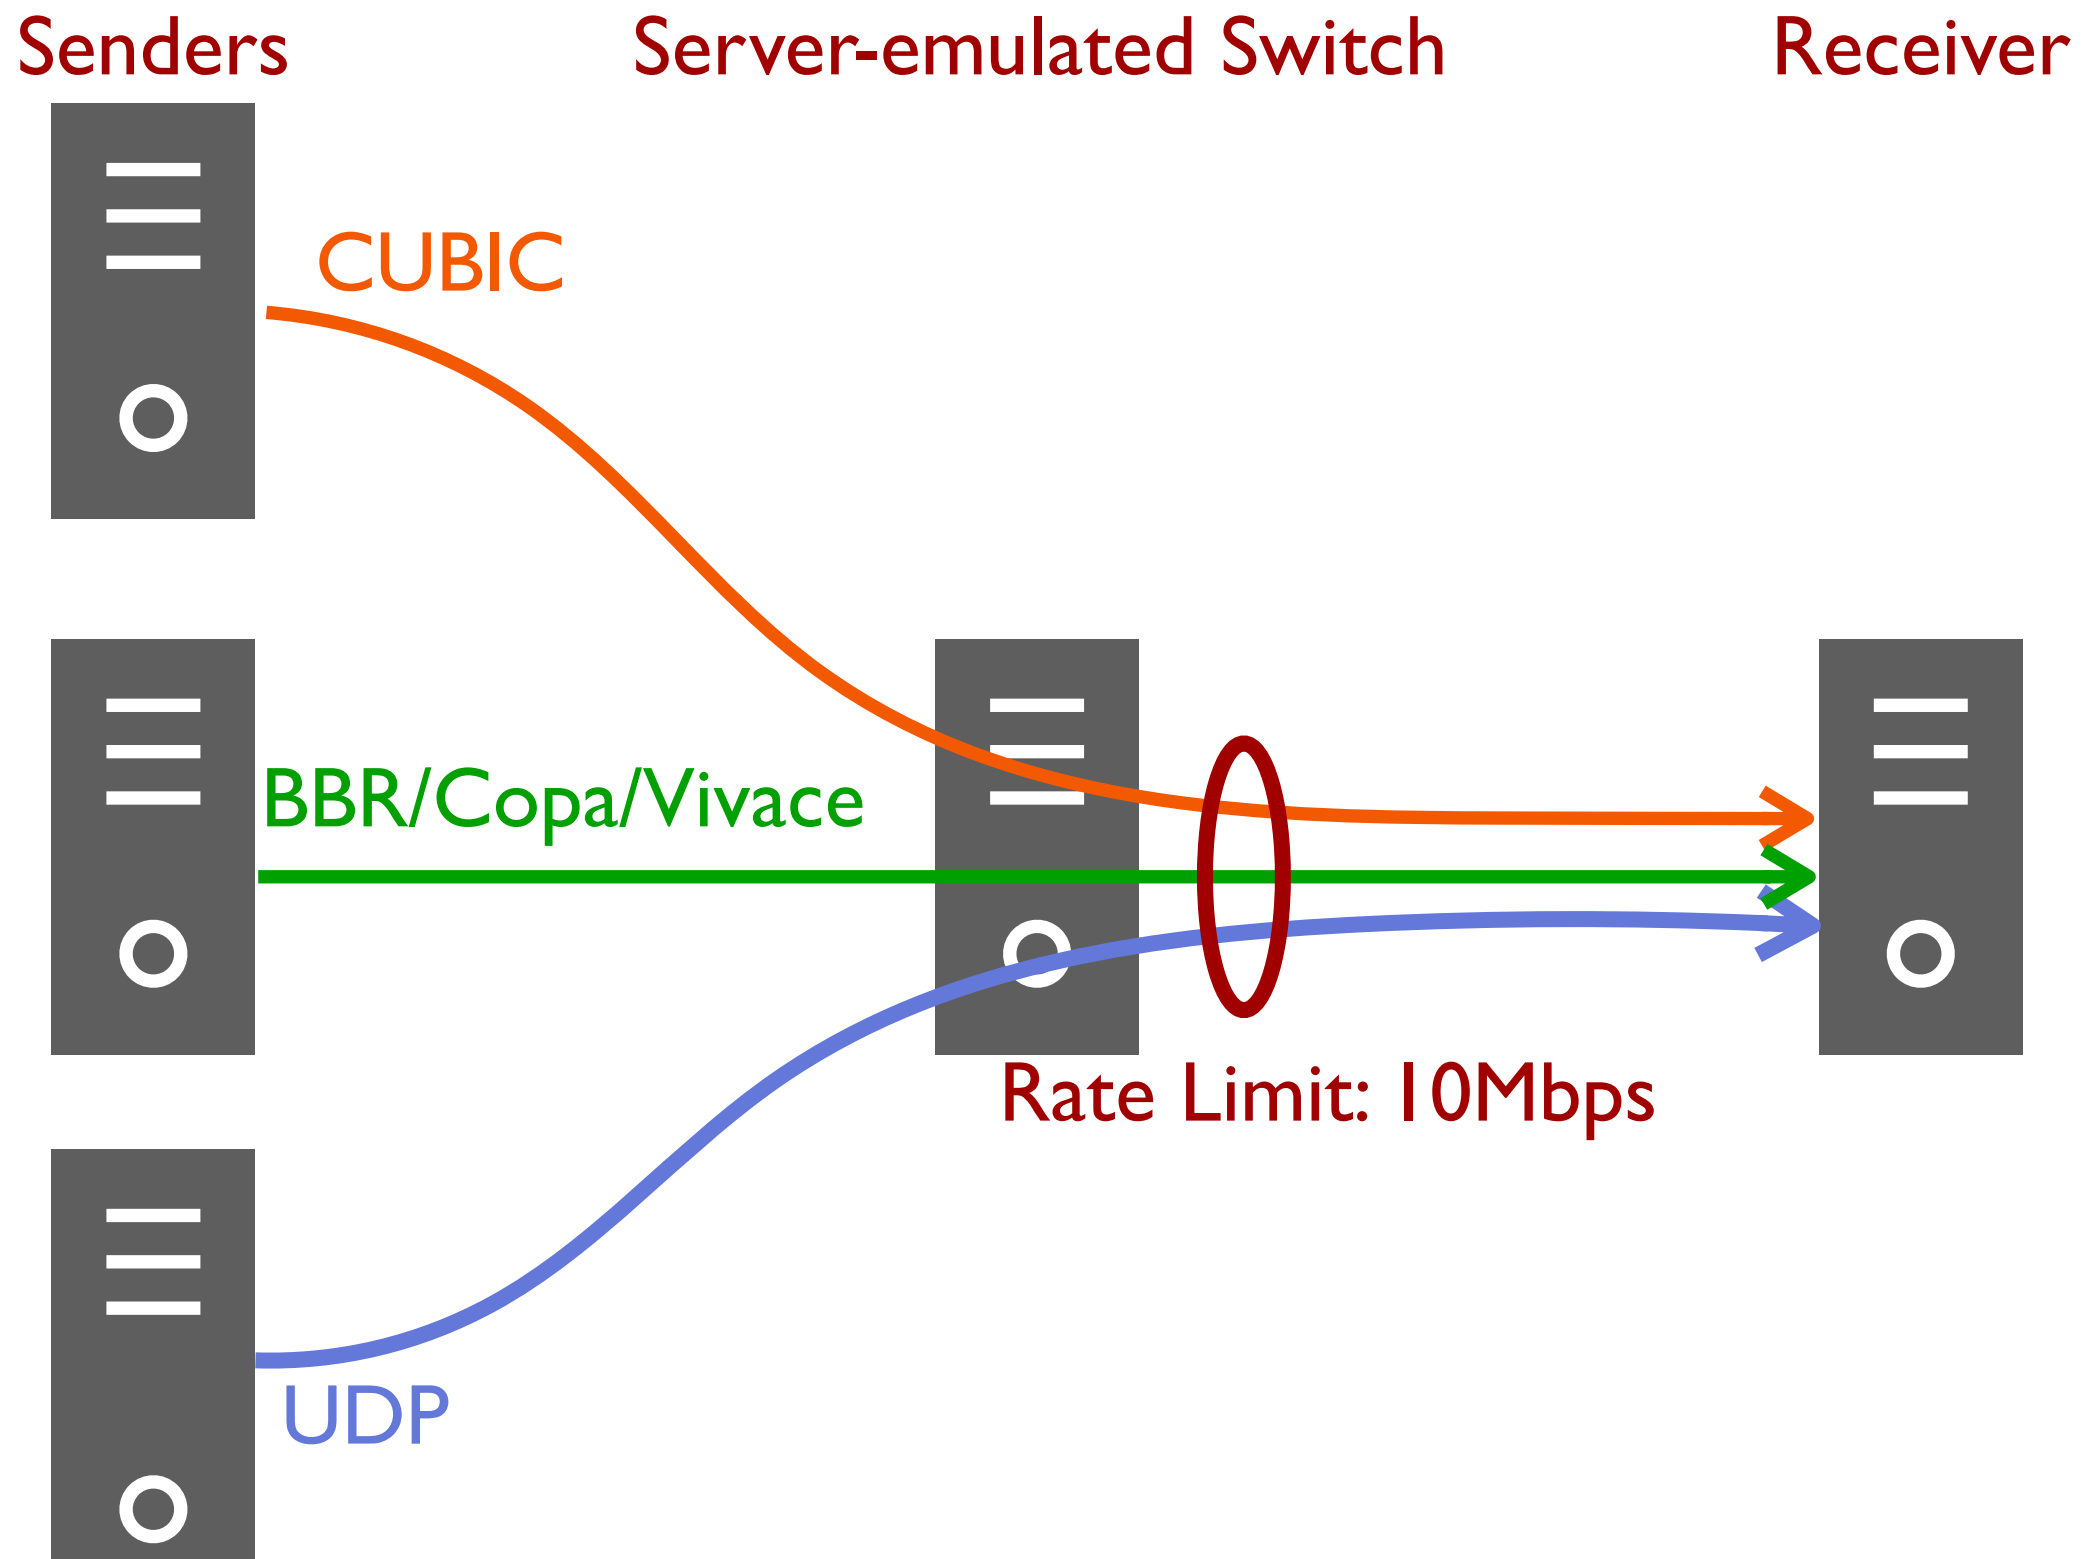 Senders
Server-emulated Switch
Receiver
CUBIC
BBR/Copa/Vivace
Rate Limit: 10Mbps
UDP